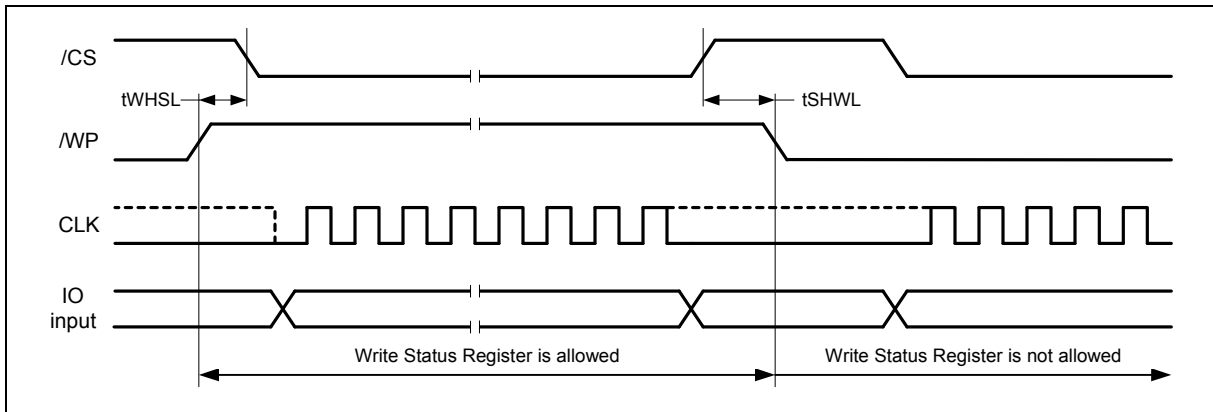 /CS
tWHSL
tSHWL
/WP
CLK
IO
input
Write Status Register is allowed
Write Status Register is not allowed